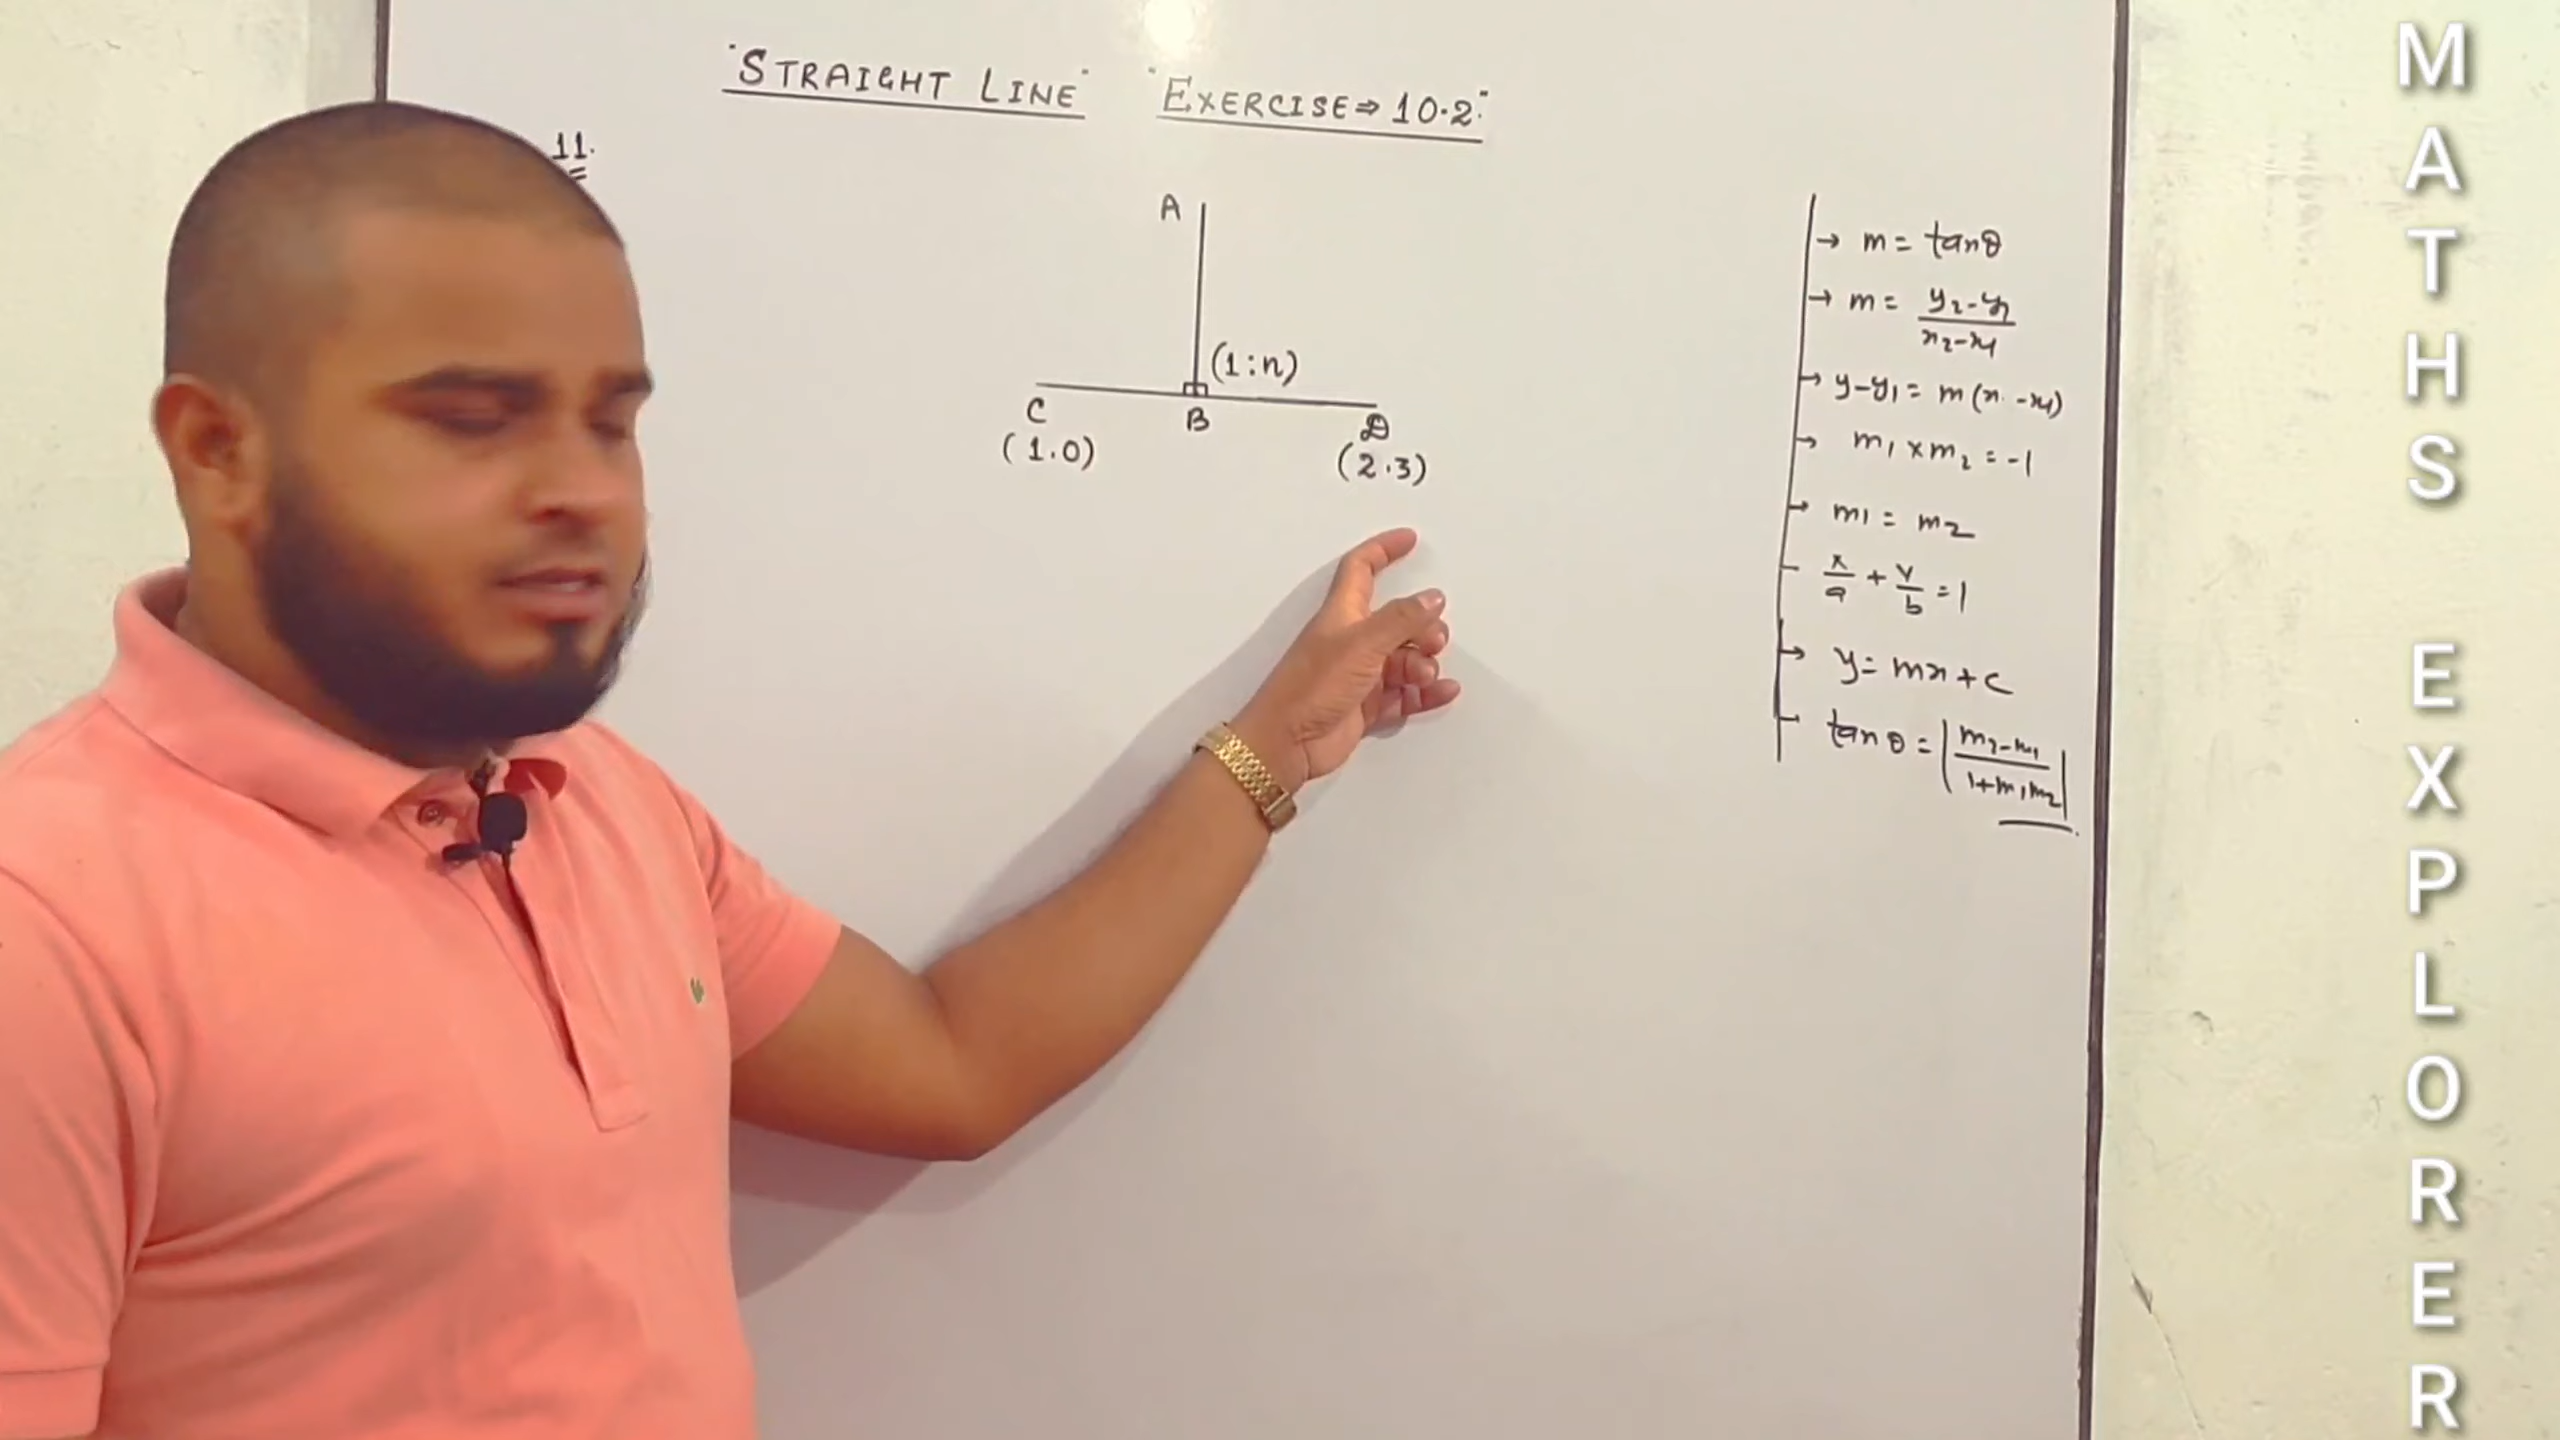 "STRAIGHT LINE" "EXERCISE⇒ 10.2"
11.
A
(1:n)
C B D
(1.0) (2.3)
→ m = tanθ
→ m = y₂-y₁ / x₂-x₁
→ y-y₁ = m(x-x₁)
→ m₁ x m₂ = -1
→ m₁ = m₂
- x/a + y/b = 1
→ y = mx + c
- tan θ = |m₂-m₁ / 1+m₁m₂|
MATHS EXPLORER